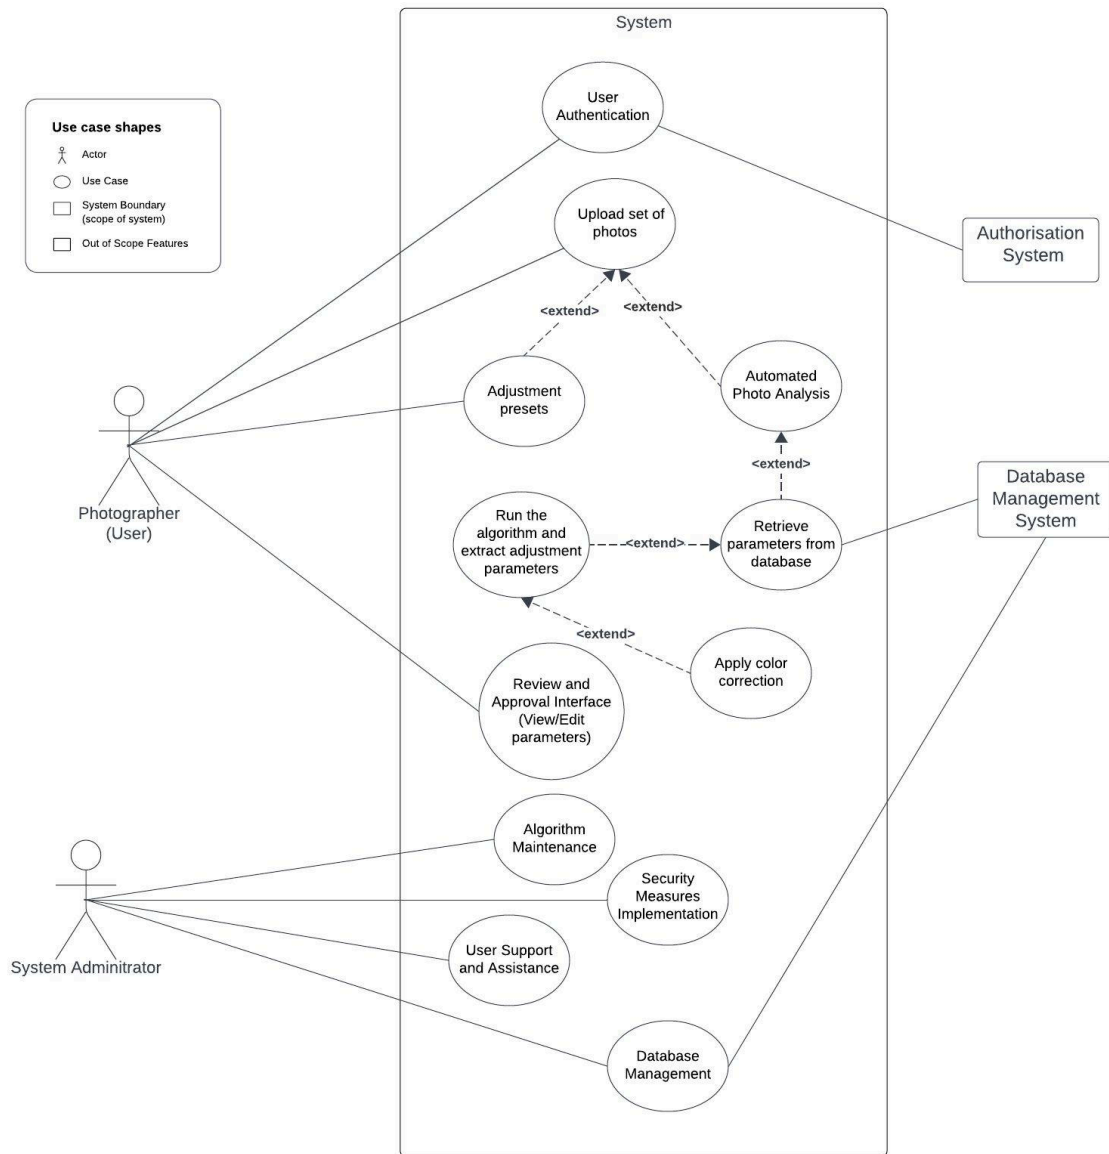 System
User
Authentication
Use case shapes
Actor
Use Case
System Boundary
(scope of system)
Out of Scope Features
Upload set of
photos
Authorisation
System
<extend>
<extend>
Adjustment
presets
Automated
Photo Analysis
<extend>
Database
Management
System
Photographer
(User)
Run the
algorithm and
extract adjustment
parameters
<extend>
Retrieve
parameters from
database
<extend>
Apply color
correction
Review and
Approval Interface
(View/Edit
parameters)
Algorithm
Maintenance
Security
Measures
Implementation
System Adminitrator
User Support
and Assistance
Database
Management